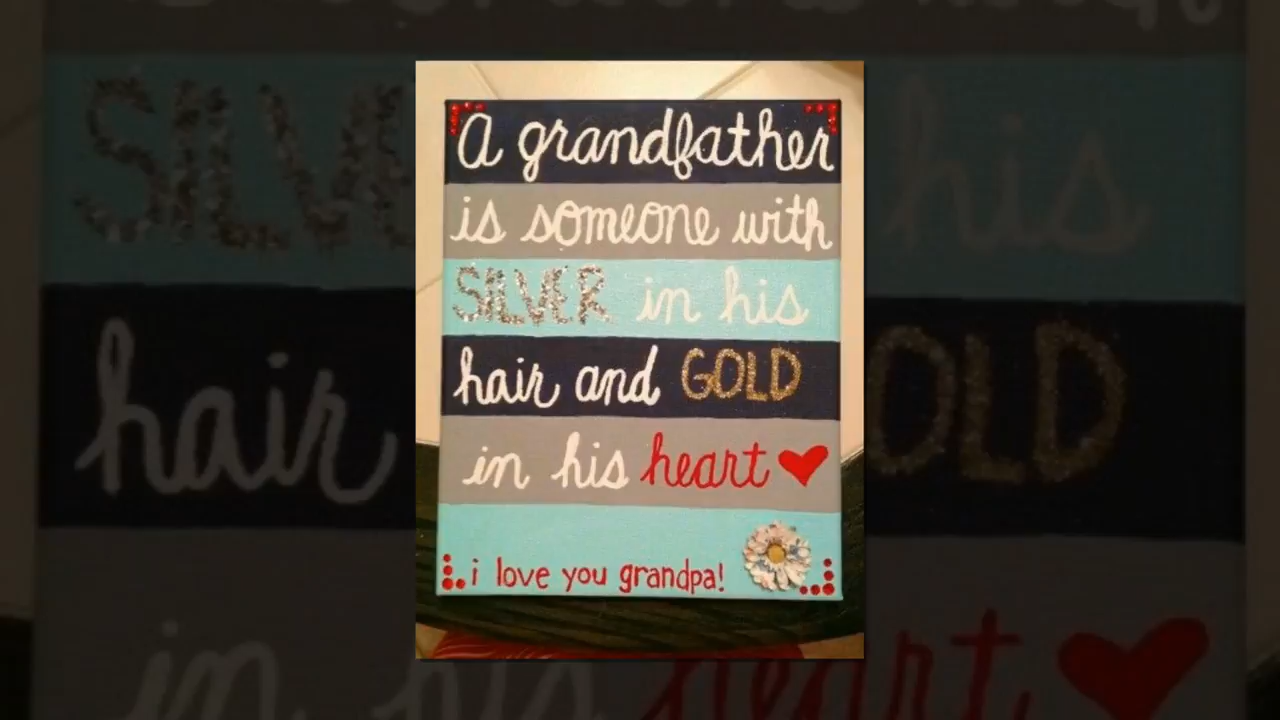 A grandfather
is someone with
SILVER in his
hair and GOLD
in his heart
i love you grandpa!